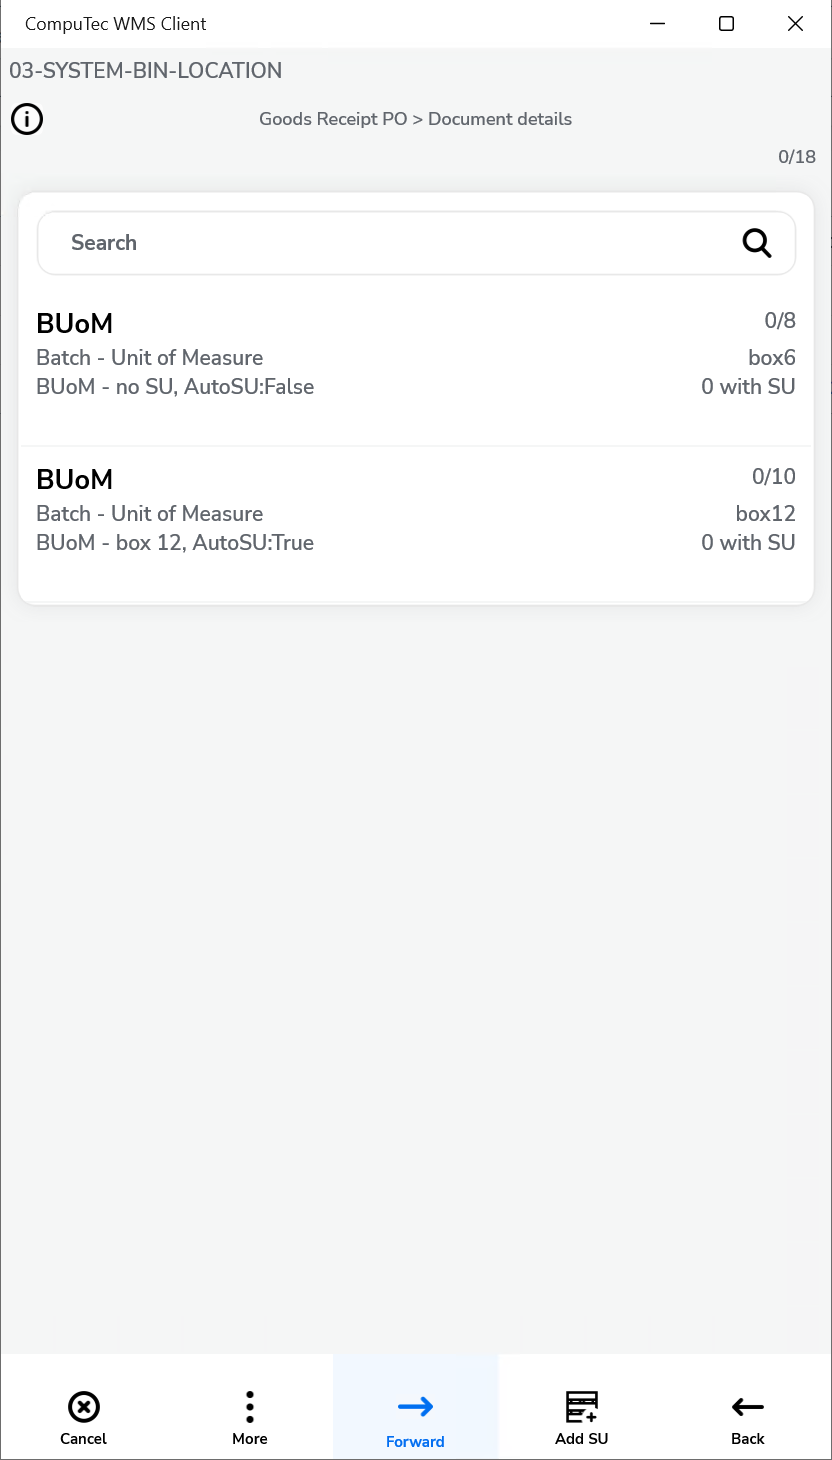 CompuTec WMS Client
03-SYSTEM-BIN-LOCATION
Goods Receipt PO > Document details
0/18
Search
BUoM 0/8
Batch - Unit of Measure box6
BUoM - no SU, AutoSU:False 0 with SU
BUoM 0/10
Batch - Unit of Measure box12
BUoM - box 12, AutoSU:True 0 with SU
Cancel More Forward Add SU Back